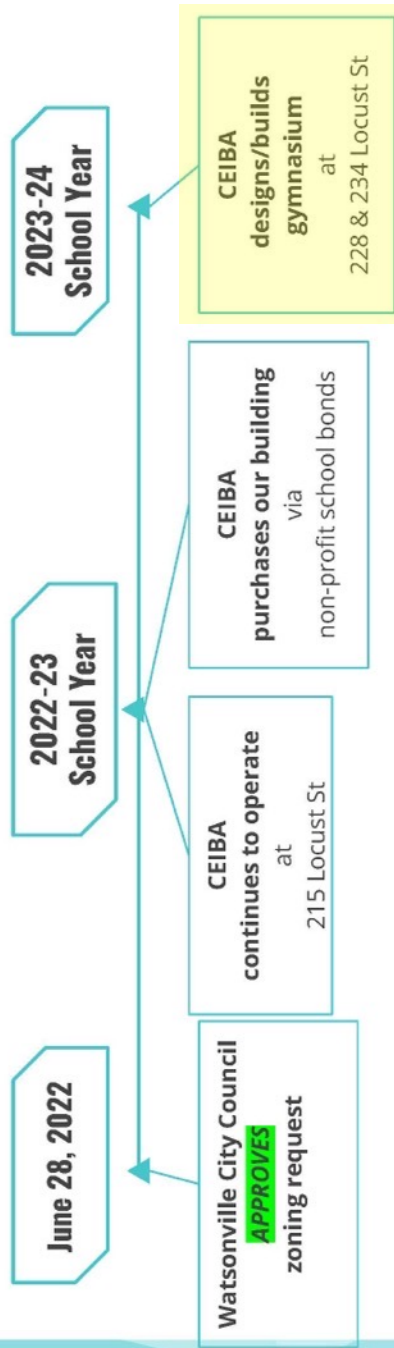 June 28, 2022
2022-23
School Year
2023-24
School Year
Watsonville City Council
APPROVES
zoning request
CEIBA
continues to operate
at
215 Locust St
CEIBA
purchases our building
via
non-profit school bonds
CEIBA
designs/builds
gymnasium
at
228 & 234 Locust St